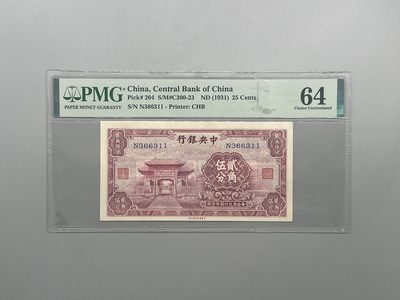 PMG
PAPER MONEY GUARANTY
China, Central Bank of China
Pick# 204 S/M#C300-23 ND (1931) 25 Cents
S/N N366311 - Printer: CHB
64
Choice Uncirculated
行銀央中
N366311 N366311
貳角
伍分